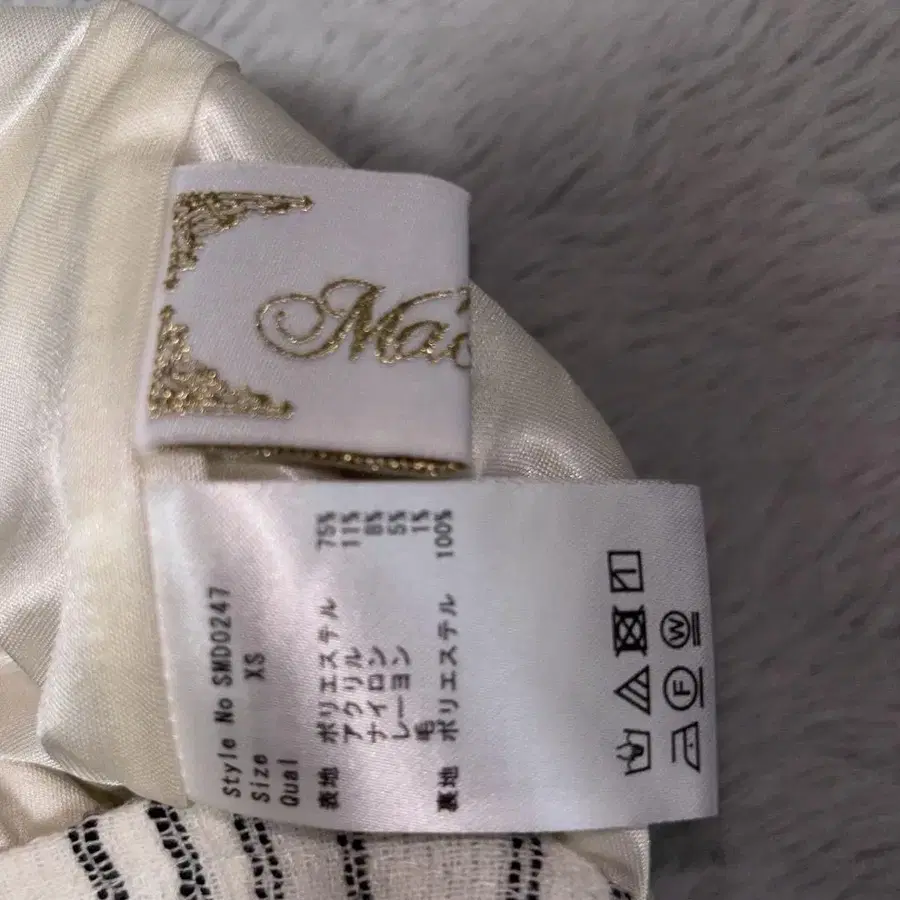 Style No SMD0247
Size XS
Qual
表地 ポリエステル 75%
アクリル 11%
ナイロン 8%
レーヨン 5%
毛 1%
裏地 ポリエステル 100%
F W